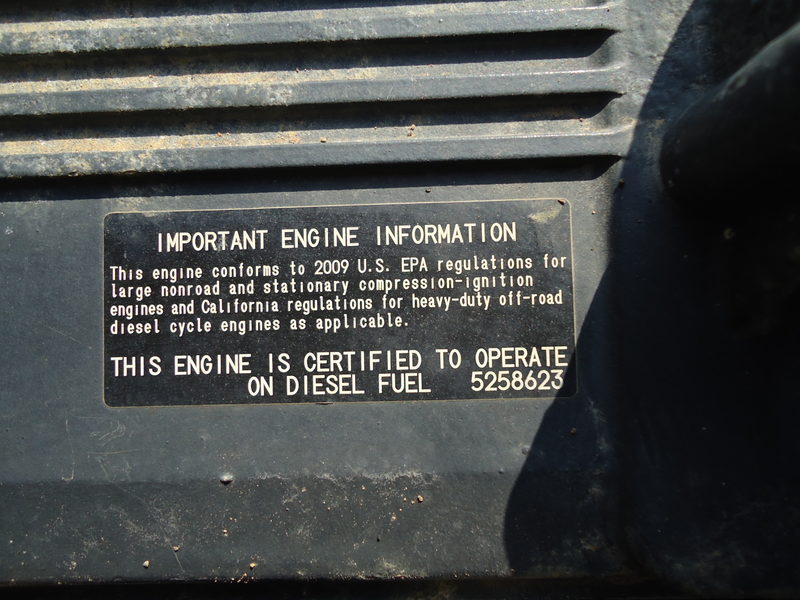 IMPORTANT ENGINE INFORMATION
This engine conforms to 2009 U.S. EPA regulations for
large nonroad and stationary compression-ignition
engines and California regulations for heavy-duty off-road
diesel cycle engines as applicable.
THIS ENGINE IS CERTIFIED TO OPERATE
ON DIESEL FUEL 5258623